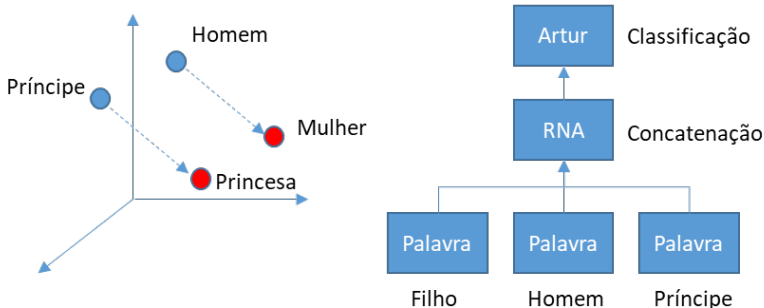 Homem
Príncipe
Mulher
Princesa
Artur
Classificação
RNA
Concatenação
Palavra
Palavra
Palavra
Filho
Homem
Príncipe